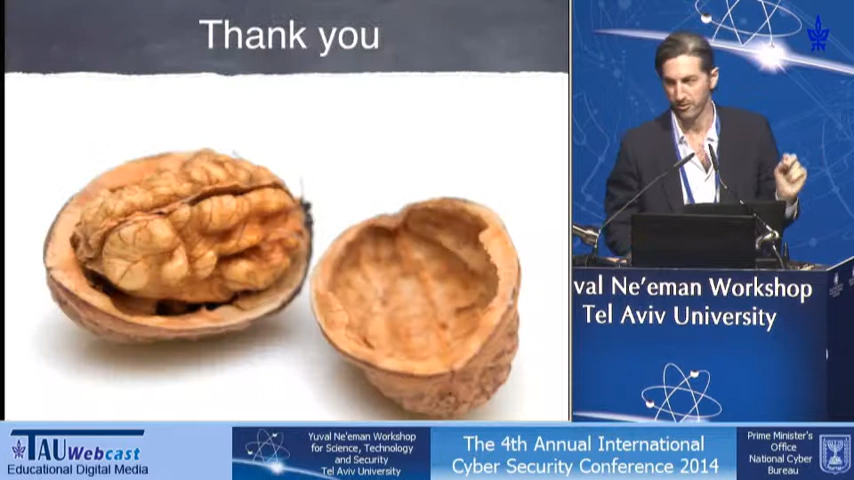 Thank you
val Ne'eman Workshop
Tel Aviv University
TAU Webcast
Educational Digital Media
Yuval Ne'eman Workshop
for Science, Technology
and Security
Tel Aviv University
The 4th Annual International
Cyber Security Conference 2014
Prime Minister's
Office
National Cyber
Bureau